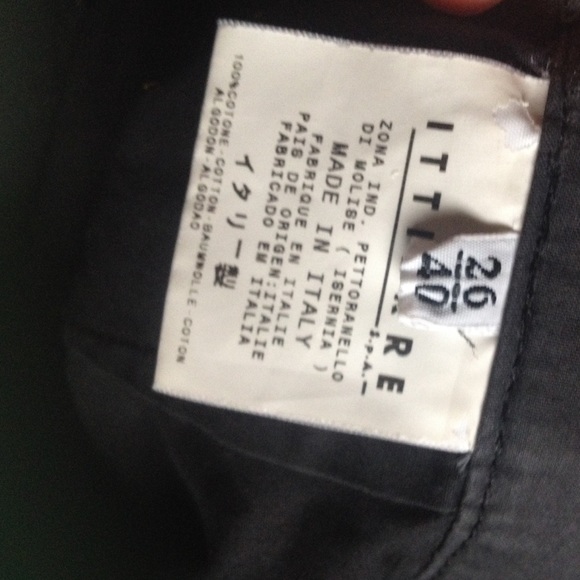 ITTI RE
S.P.A.
26
40
ZONA IND. PETTORANELLO
DI MOLISE ( ISERNIA )
MADE IN ITALY
FABRIQUE EN ITALIE
PAIS DE ORIGEN:ITALIE
FABRICADO EM ITALIA
イタリー製
100%COTONE-COTTON-BAUMWOLLE-COTON
ALGODON-ALGODAO